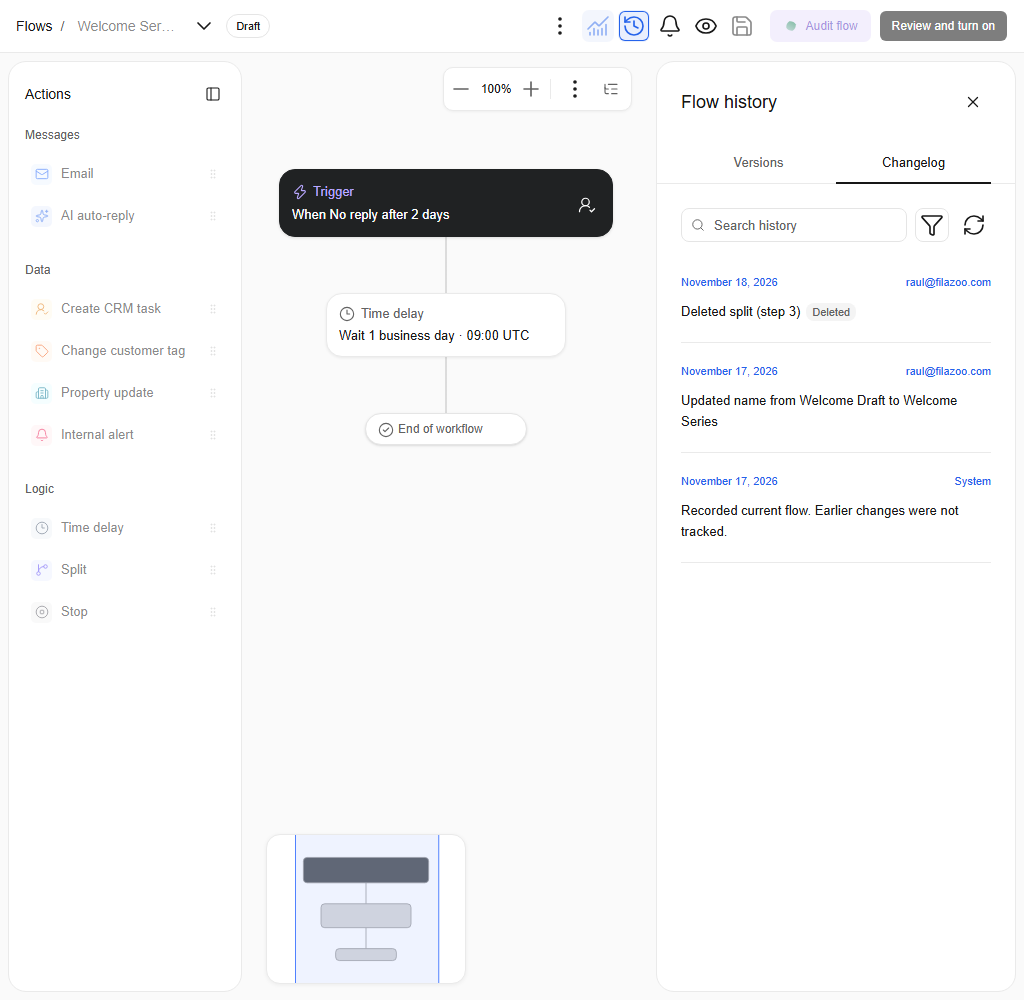 Flows / Welcome Ser... Draft Audit flow Review and turn on
Actions
Messages
Email
AI auto-reply
Data
Create CRM task
Change customer tag
Property update
Internal alert
Logic
Time delay
Split
Stop
100%
Trigger
When No reply after 2 days
Time delay
Wait 1 business day · 09:00 UTC
End of workflow
Flow history
Versions Changelog
Search history
November 18, 2026 raul@filazoo.com
Deleted split (step 3) Deleted
November 17, 2026 raul@filazoo.com
Updated name from Welcome Draft to Welcome
Series
November 17, 2026 System
Recorded current flow. Earlier changes were not
tracked.